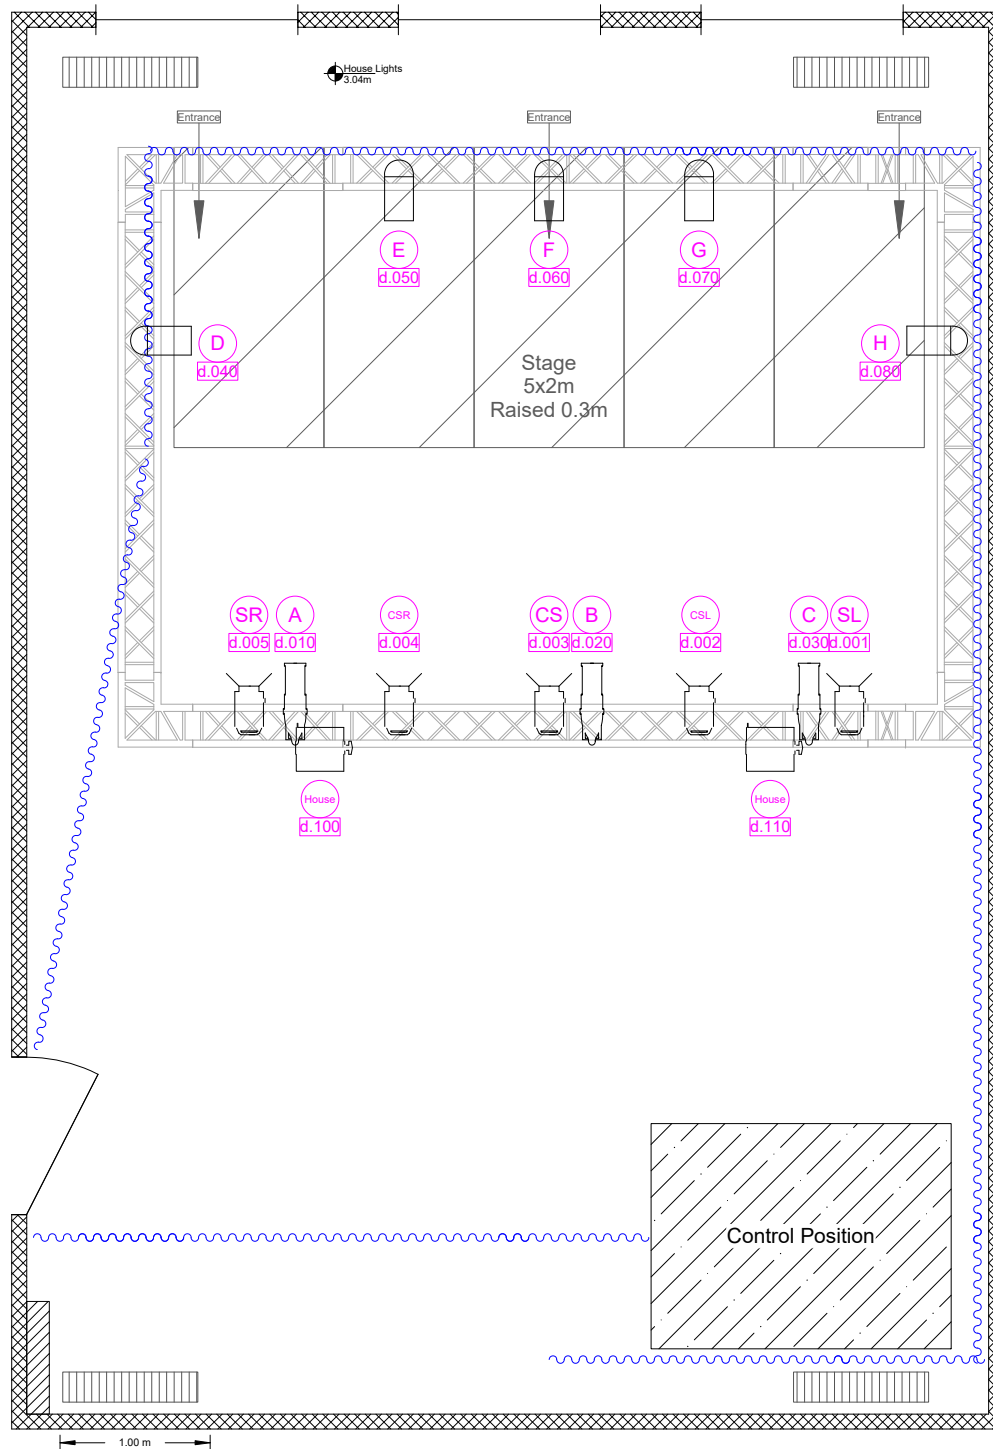 House Lights
3.04m
Entrance
Entrance
Entrance
E
d.050
F
d.060
G
d.070
D
d.040
H
d.080
Stage
5x2m
Raised 0.3m
SR
d.005
A
d.010
CSR
d.004
CS
d.003
B
d.020
CSL
d.002
C
d.030
SL
d.001
House
d.100
House
d.110
Control Position
1.00 m